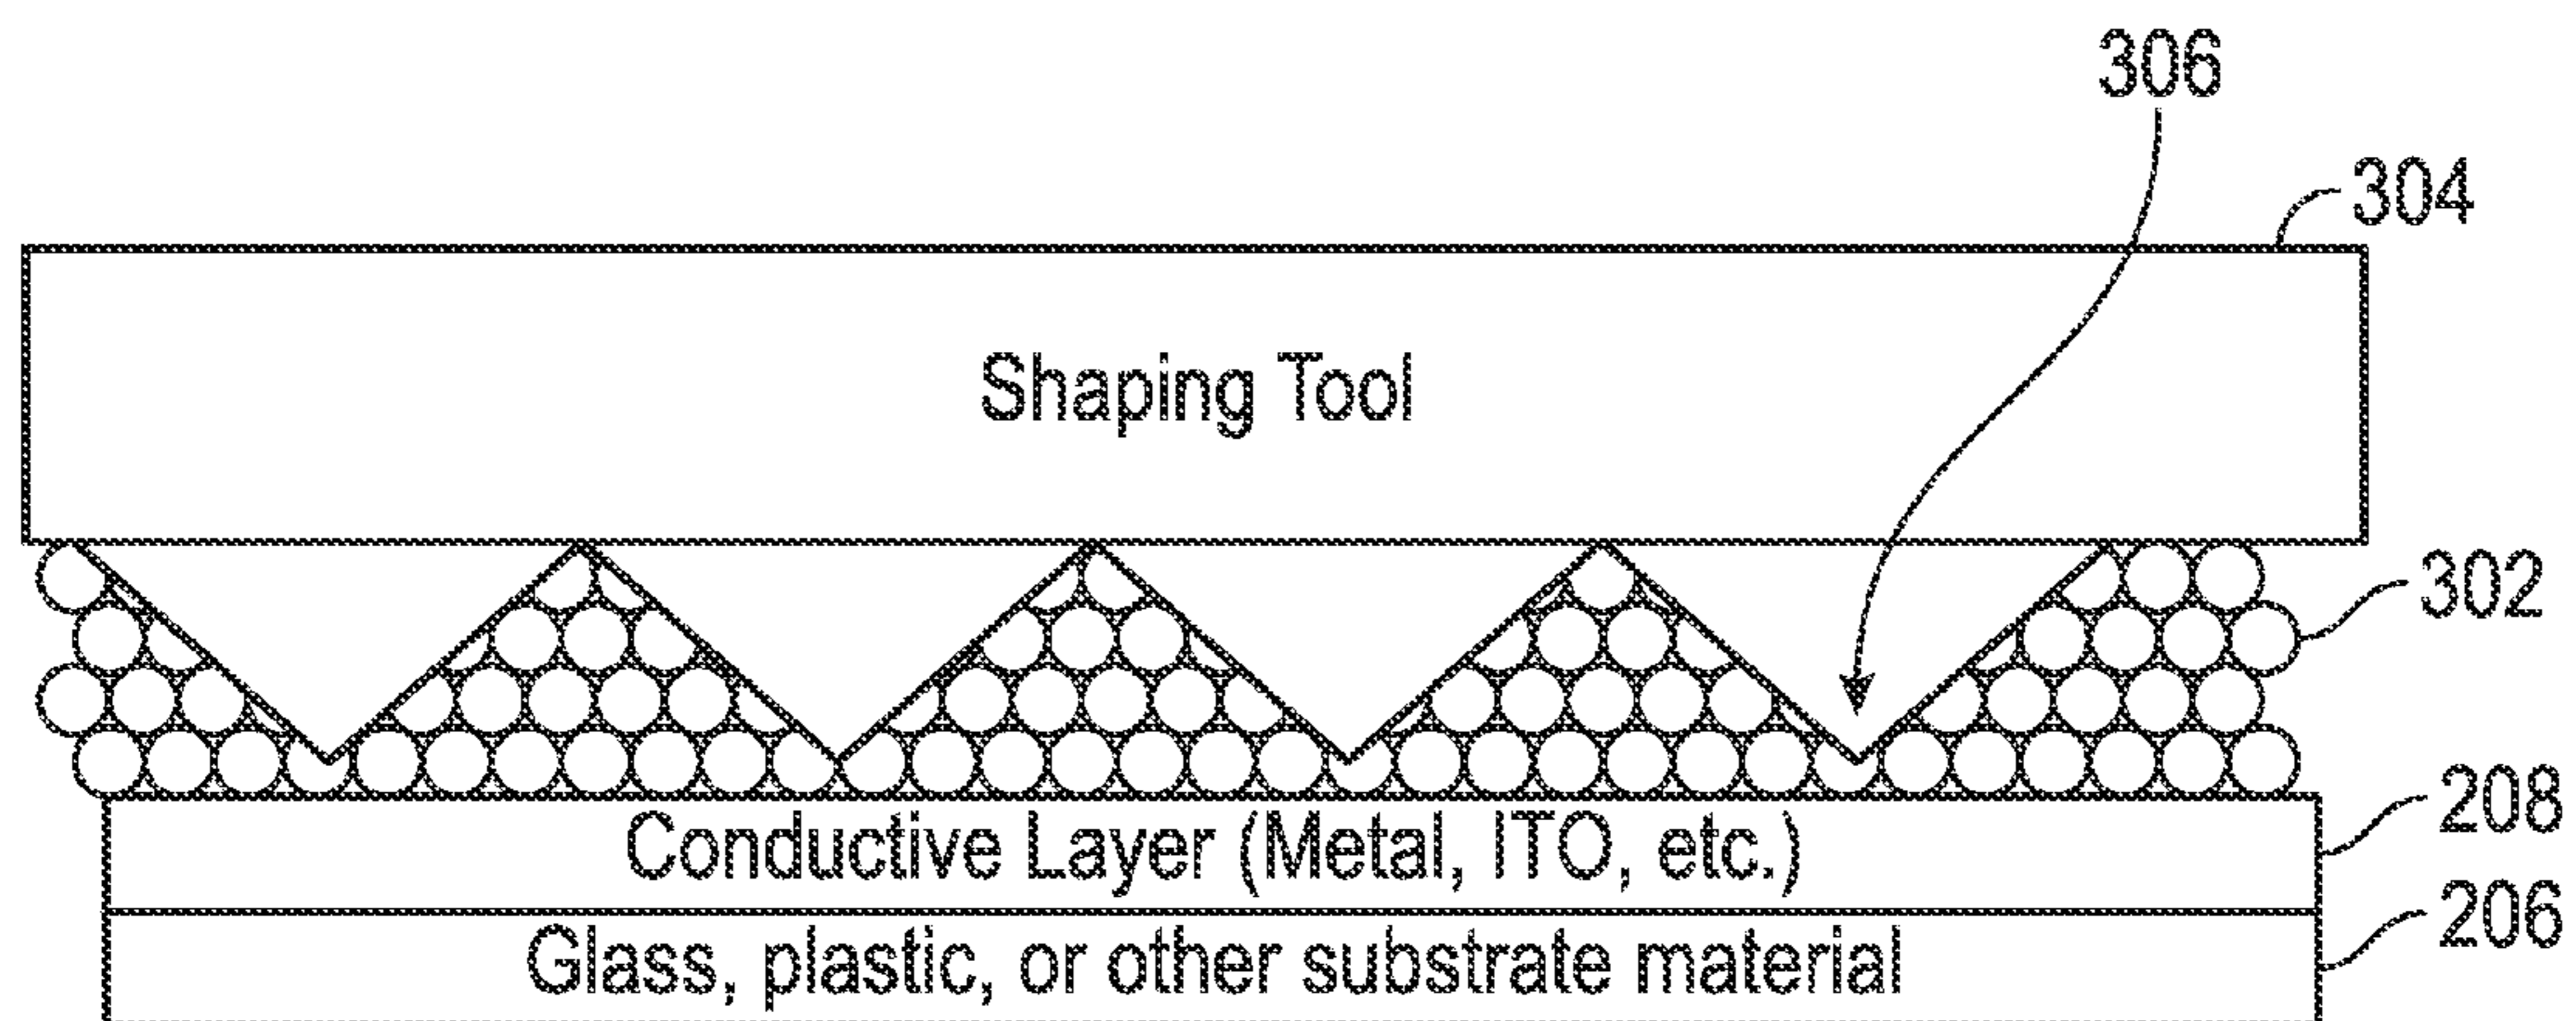 306
304
Shaping Tool
302
208
Conductive Layer (Metal, ITO, etc.)
206
Glass, plastic, or other substrate material